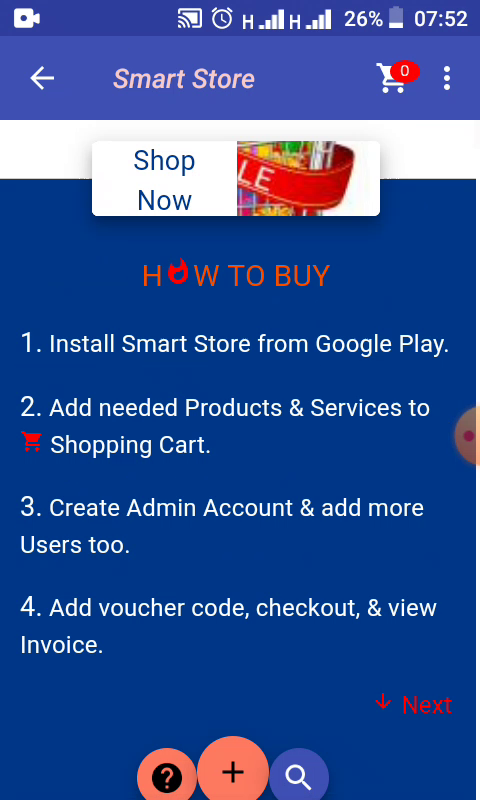 H H 26% 07:52
Smart Store 0
Shop
Now
LE
H W TO BUY
1. Install Smart Store from Google Play.
2. Add needed Products & Services to
Shopping Cart.
3. Create Admin Account & add more
Users too.
4. Add voucher code, checkout, & view
Invoice.
Next
?